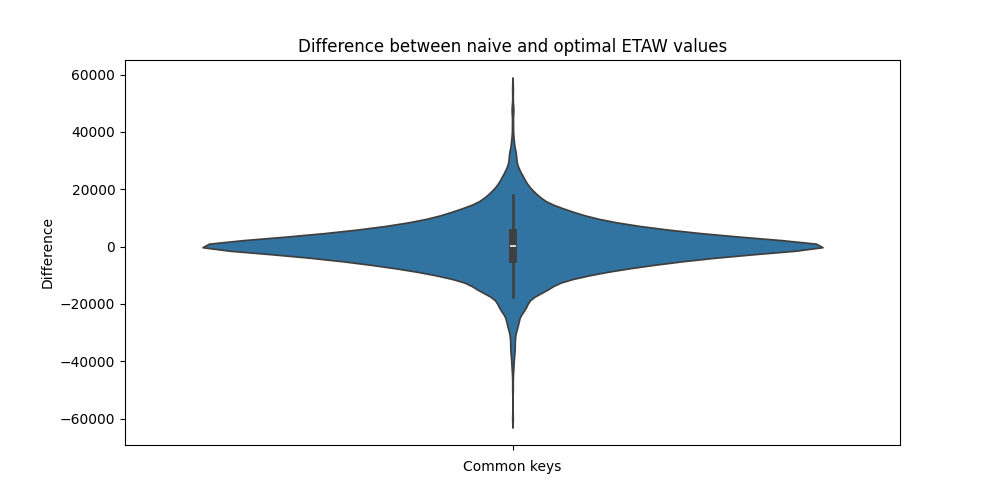 Difference between naive and optimal ETAW values
60000
40000
20000
0
−20000
−40000
−60000
Difference
Common keys